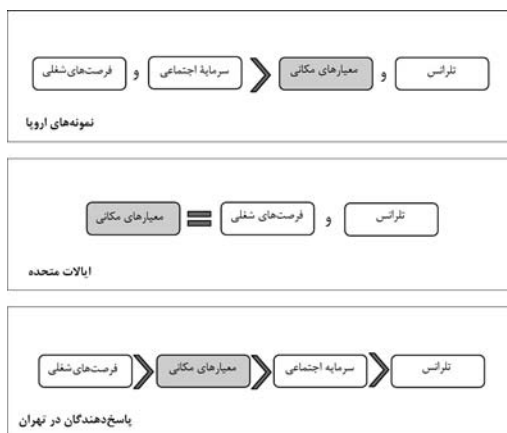 تلرانس و معیارهای مکانی سرمایهٔ اجتماعی و فرصت‌های شغلی
نمونه‌های اروپا
تلرانس و فرصت‌های شغلی = معیارهای مکانی
ایالات متحده
تلرانس سرمایه اجتماعی معیارهای مکانی فرصت‌های شغلی
پاسخ‌دهندگان در تهران